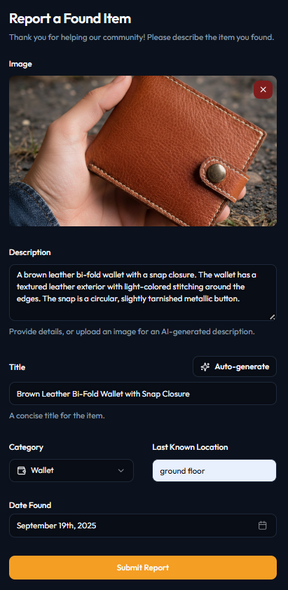 Report a Found Item
Thank you for helping our community! Please describe the item you found.
Image
Description
A brown leather bi-fold wallet with a snap closure. The wallet has a
textured leather exterior with light-colored stitching around the
edges. The snap is a circular, slightly tarnished metallic button.
Provide details, or upload an image for an AI-generated description.
Title
Auto-generate
Brown Leather Bi-Fold Wallet with Snap Closure
A concise title for the item.
Category
Last Known Location
Wallet
ground floor
Date Found
September 19th, 2025
Submit Report